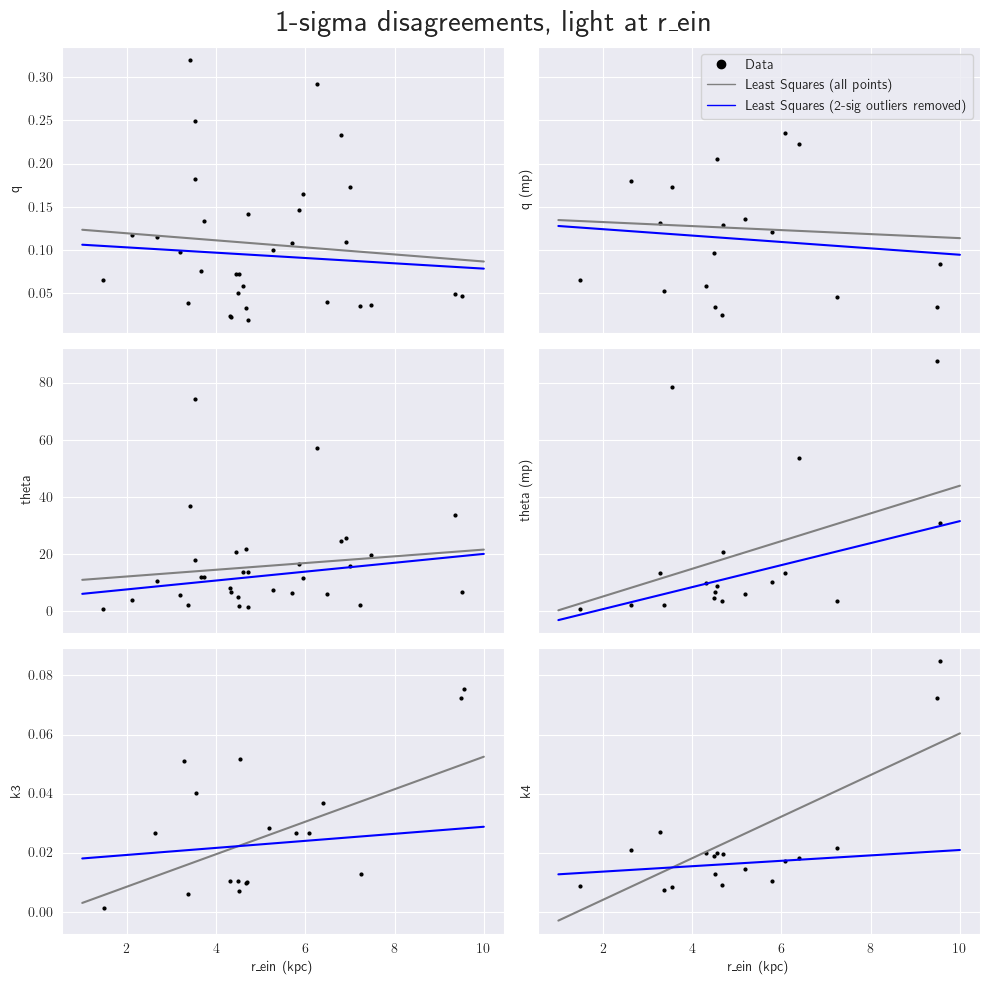 1-sigma disagreements, light at r_ein
q
0.30
0.25
0.20
0.15
0.10
0.05
q (mp)
Data
Least Squares (all points)
Least Squares (2-sig outliers removed)
theta
80
60
40
20
0
theta (mp)
k3
0.08
0.06
0.04
0.02
0.00
2 4 6 8 10
r_ein (kpc)
k4
2 4 6 8 10
r_ein (kpc)